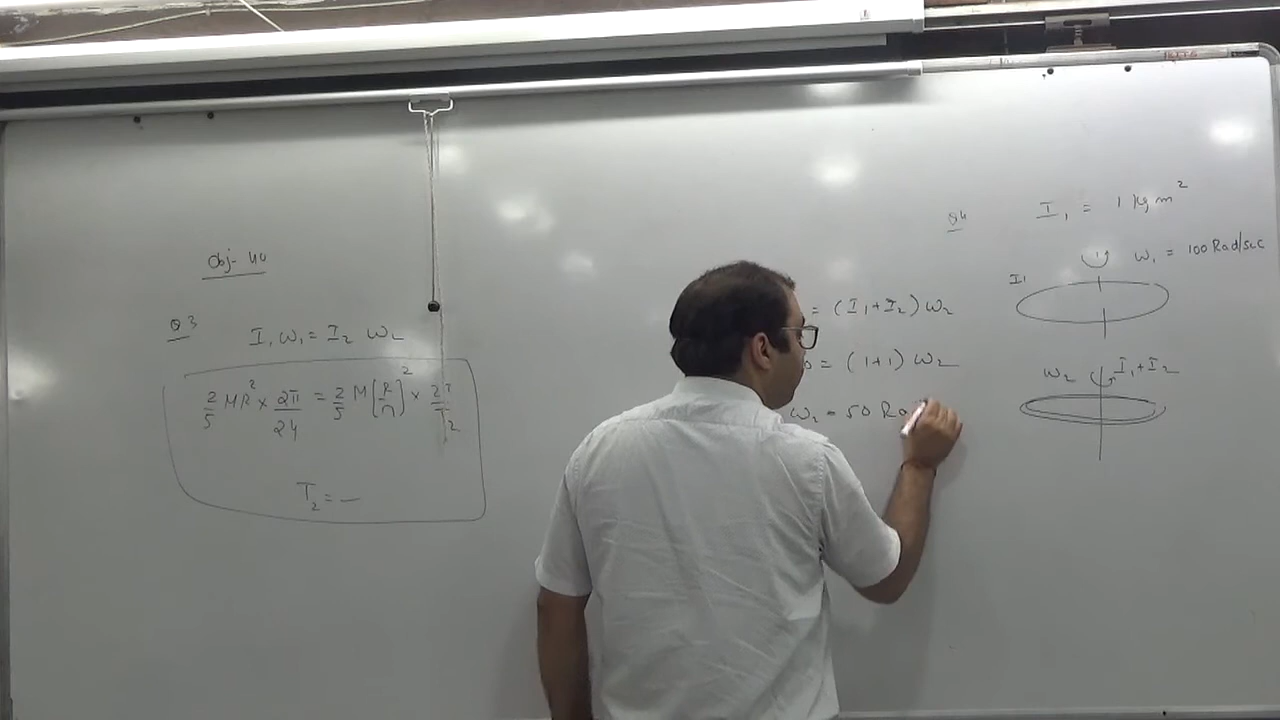 Obj- 40
Q3
I₁ω₁ = I₂ ω₂
2/5 MR² × 2π/24 = 2/5 M[R/n]² × 2π/T₂
T₂ = —
= (I₁+I₂) ω₂
= (1+1) ω₂
ω₂ = 50 Ra
Q4
I₁ = 1 kg m²
ω₁ = 100 Rad/sec
I₁
ω₂ I₁+I₂